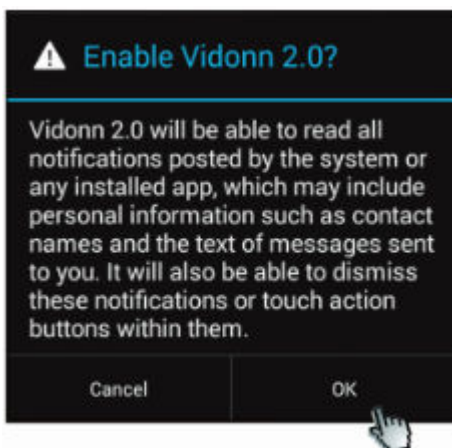 Enable Vidonn 2.0?
Vidonn 2.0 will be able to read all
notifications posted by the system or
any installed app, which may include
personal information such as contact
names and the text of messages sent
to you. It will also be able to dismiss
these notifications or touch action
buttons within them.
Cancel OK